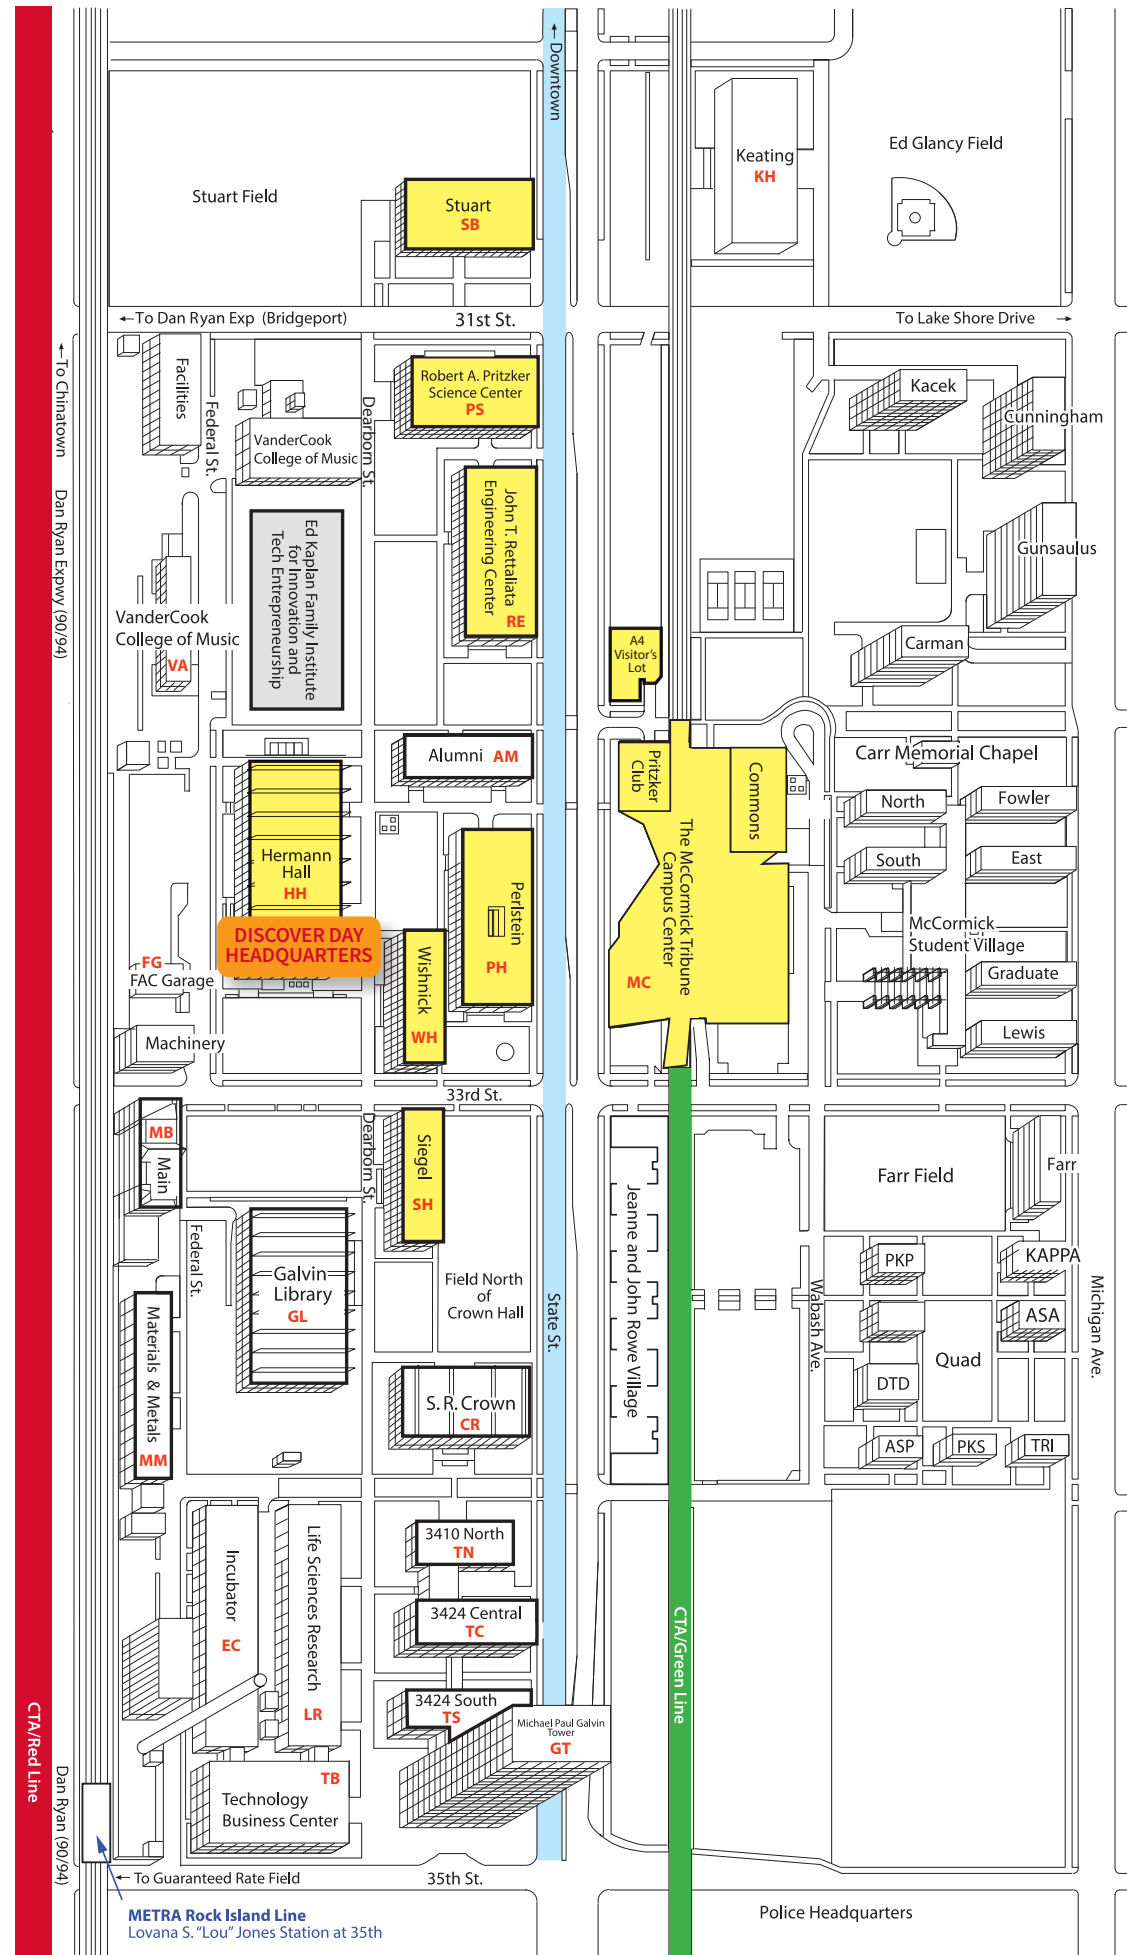 ← Downtown
Ed Glancy Field
Keating
KH
Stuart Field
Stuart
SB
←To Dan Ryan Exp (Bridgeport)
31st St.
To Lake Shore Drive →
←To Chinatown
Dan Ryan Expwy (90/94)
Facilities
Federal St.
Robert A. Pritzker
Science Center
PS
Dearborn St.
VanderCook
College of Music
Kacek
Cunningham
John T. Rettaliata
Engineering Center
RE
Ed Kaplan Family Institute
for Innovation and
Tech Entrepreneurship
Gunsaulus
VanderCook
College of Music
VA
A4
Visitor's
Lot
Carman
Alumni AM
Pritzker
Club
Commons
Carr Memorial Chapel
North
Fowler
South
East
Hermann
Hall
HH
DISCOVER DAY
HEADQUARTERS
Perlstein
PH
Wishnick
WH
The McCormick Tribune
Campus Center
MC
McCormick
Student Village
Graduate
Lewis
FG
FAC Garage
Machinery
33rd St.
MB
Main
Dearborn St.
Siegel
SH
Farr Field
Farr
Federal St.
Galvin
Library
GL
Field North
of
Crown Hall
State St.
Jeanne and John Rowe Village
Wabash Ave.
PKP
KAPPA
ASA
Quad
DTD
ASP
PKS
TRI
Michigan Ave.
Materials & Metals
MM
S. R. Crown
CR
3410 North
TN
Incubator
EC
Life Sciences Research
LR
3424 Central
TC
3424 South
TS
Michael Paul Galvin
Tower
GT
CTA/Green Line
CTA/Red Line
TB
Technology
Business Center
Dan Ryan (90/94)
← To Guaranteed Rate Field
35th St.
METRA Rock Island Line
Lovana S. "Lou" Jones Station at 35th
Police Headquarters